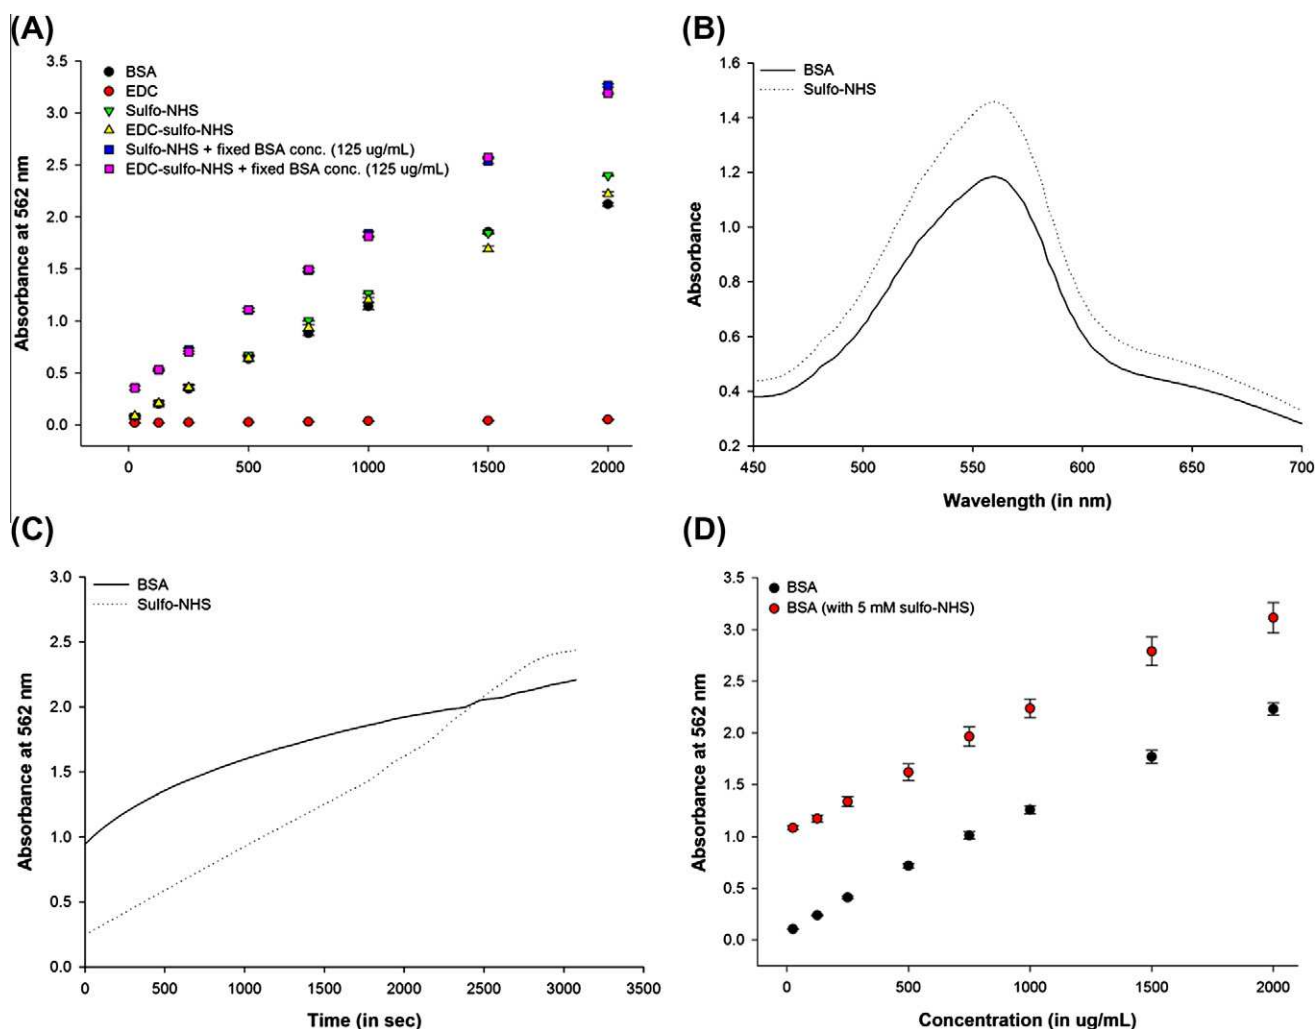 (A)
3.5
3.0
2.5
2.0
1.5
1.0
0.5
0.0
Absorbance at 562 nm
BSA
EDC
Sulfo-NHS
EDC-sulfo-NHS
Sulfo-NHS + fixed BSA conc. (125 ug/mL)
EDC-sulfo-NHS + fixed BSA conc. (125 ug/mL)
0 500 1000 1500 2000
(B)
1.6
1.4
1.2
1.0
0.8
0.6
0.4
0.2
Absorbance
BSA
Sulfo-NHS
450 500 550 600 650 700
Wavelength (in nm)
(C)
3.0
2.5
2.0
1.5
1.0
0.5
0.0
Absorbance at 562 nm
BSA
Sulfo-NHS
0 500 1000 1500 2000 2500 3000 3500
Time (in sec)
(D)
3.5
3.0
2.5
2.0
1.5
1.0
0.5
0.0
Absorbance at 562 nm
BSA
BSA (with 5 mM sulfo-NHS)
0 500 1000 1500 2000
Concentration (in ug/mL)